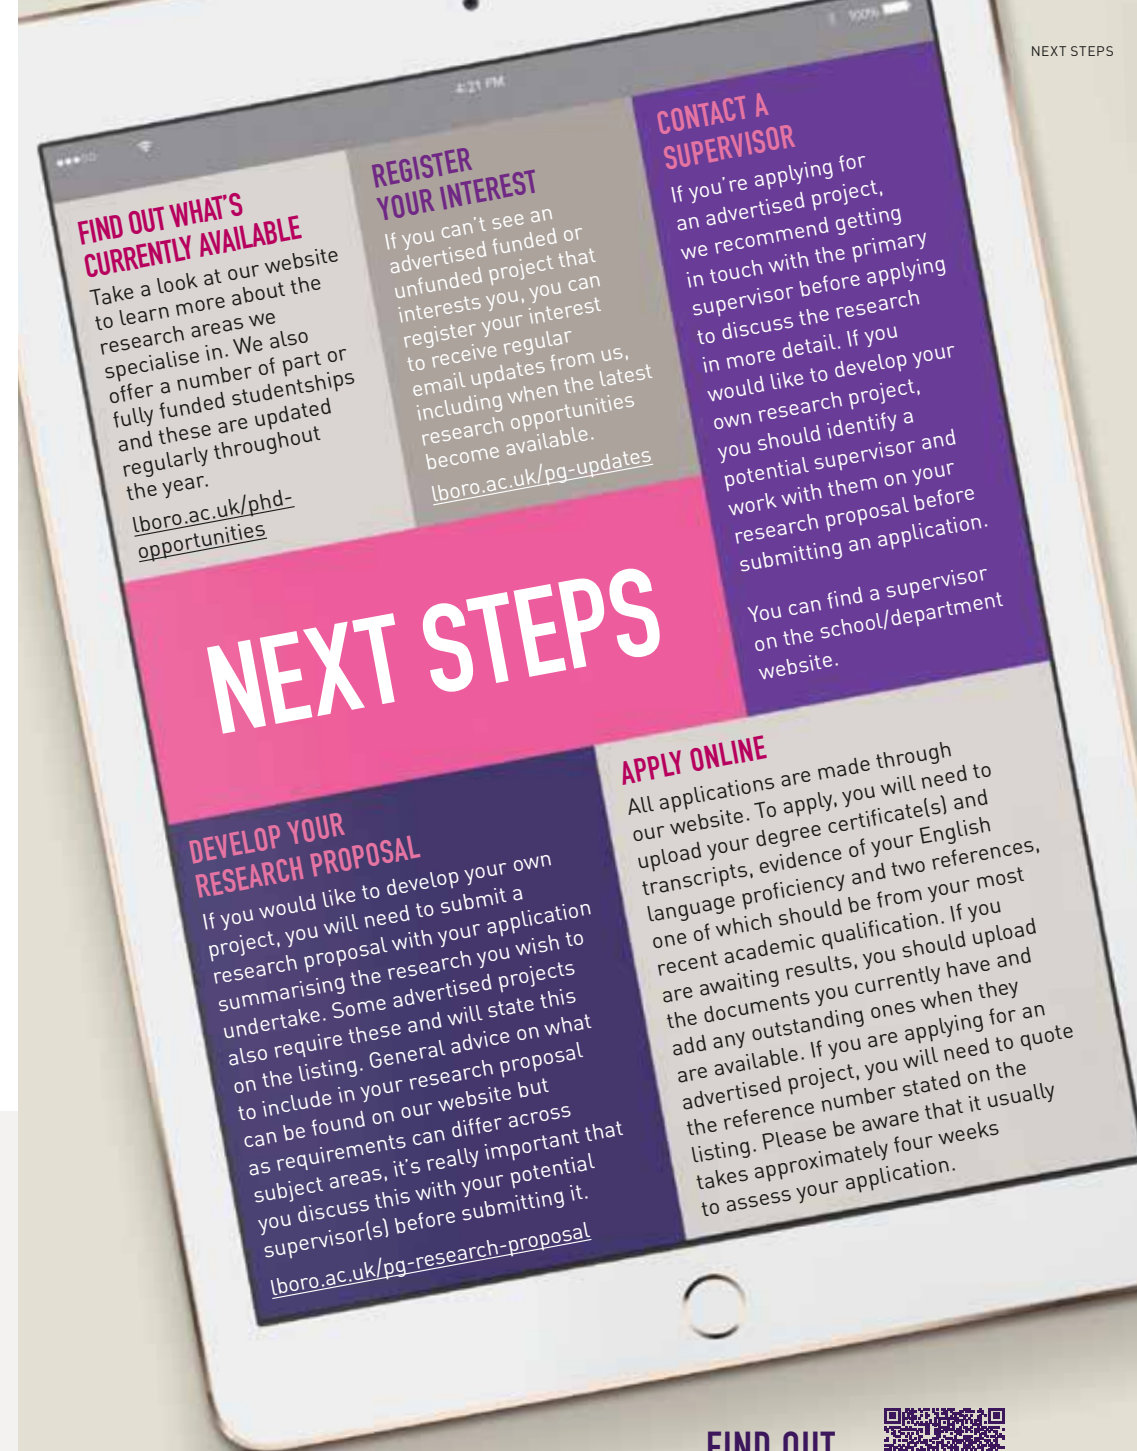 NEXT STEPS
100%
4:21 PM
FIND OUT WHAT'S
CURRENTLY AVAILABLE
Take a look at our website
to learn more about the
research areas we
specialise in. We also
offer a number of part or
fully funded studentships
and these are updated
regularly throughout
the year.
lboro.ac.uk/phd-
opportunities
REGISTER
YOUR INTEREST
If you can't see an
advertised funded or
unfunded project that
interests you, you can
register your interest
to receive regular
email updates from us,
including when the latest
research opportunities
become available.
lboro.ac.uk/pg-updates
CONTACT A
SUPERVISOR
If you're applying for
an advertised project,
we recommend getting
in touch with the primary
supervisor before applying
to discuss the research
in more detail. If you
would like to develop your
own research project,
you should identify a
potential supervisor and
work with them on your
research proposal before
submitting an application.
You can find a supervisor
on the school/department
website.
NEXT STEPS
DEVELOP YOUR
RESEARCH PROPOSAL
If you would like to develop your own
project, you will need to submit a
research proposal with your application
summarising the research you wish to
undertake. Some advertised projects
also require these and will state this
on the listing. General advice on what
to include in your research proposal
can be found on our website but
as requirements can differ across
subject areas, it's really important that
you discuss this with your potential
supervisor(s) before submitting it.
lboro.ac.uk/pg-research-proposal
APPLY ONLINE
All applications are made through
our website. To apply, you will need to
upload your degree certificate(s) and
transcripts, evidence of your English
language proficiency and two references,
one of which should be from your most
recent academic qualification. If you
are awaiting results, you should upload
the documents you currently have and
add any outstanding ones when they
are available. If you are applying for an
advertised project, you will need to quote
the reference number stated on the
listing. Please be aware that it usually
takes approximately four weeks
to assess your application.
FIND OUT